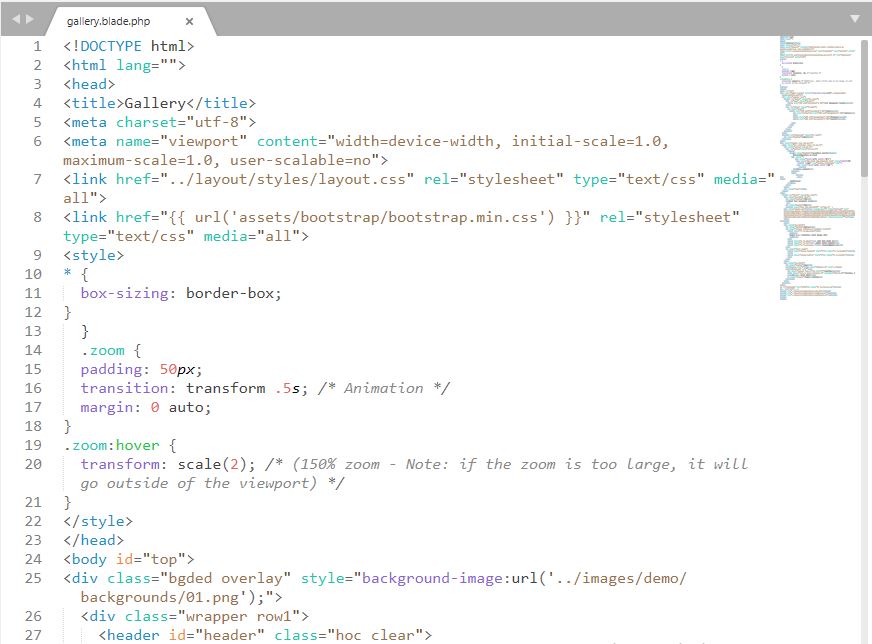 gallery.blade.php ×
1 <!DOCTYPE html>
2 <html lang="">
3 <head>
4 <title>Gallery</title>
5 <meta charset="utf-8">
6 <meta name="viewport" content="width=device-width, initial-scale=1.0,
maximum-scale=1.0, user-scalable=no">
7 <link href="../layout/styles/layout.css" rel="stylesheet" type="text/css" media="
all">
8 <link href="{{ url('assets/bootstrap/bootstrap.min.css') }}" rel="stylesheet"
type="text/css" media="all">
9 <style>
10 * {
11   box-sizing: border-box;
12 }
13   }
14   .zoom {
15   padding: 50px;
16   transition: transform .5s; /* Animation */
17   margin: 0 auto;
18 }
19 .zoom:hover {
20   transform: scale(2); /* (150% zoom - Note: if the zoom is too large, it will
  go outside of the viewport) */
21 }
22 </style>
23 </head>
24 <body id="top">
25 <div class="bgded overlay" style="background-image:url('../images/demo/
  backgrounds/01.png');">
26   <div class="wrapper row1">
27     <header id="header" class="hoc clear">